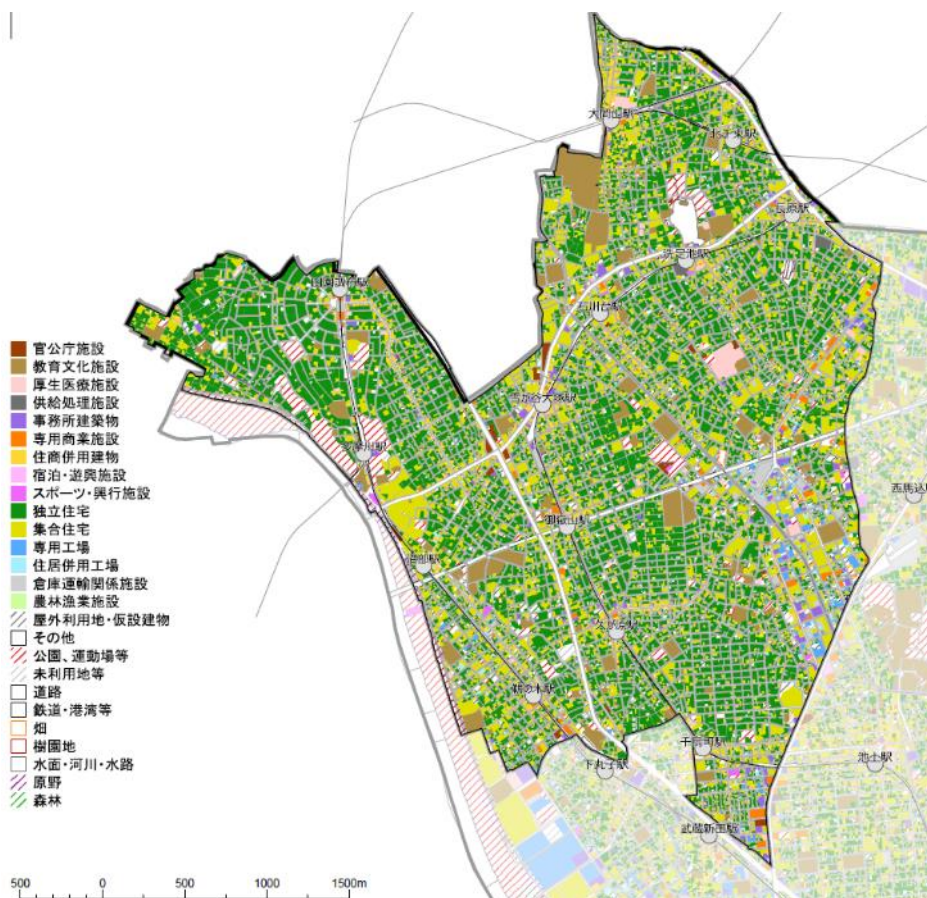 大岡山駅
北千束駅
長原駅
洗足池駅
田園調布駅
石川台駅
雪が谷大塚駅
多摩川駅
西馬込駅
御嶽山駅
沼部駅
久が原駅
鵜の木駅
千鳥町駅
下丸子駅
池上駅
武蔵新田駅
官公庁施設
教育文化施設
厚生医療施設
供給処理施設
事務所建築物
専用商業施設
住商併用建物
宿泊・遊興施設
スポーツ・興行施設
独立住宅
集合住宅
専用工場
住居併用工場
倉庫運輸関係施設
農林漁業施設
屋外利用地・仮設建物
その他
公園、運動場等
未利用地等
道路
鉄道・港湾等
畑
樹園地
水面・河川・水路
原野
森林
500 0 500 1000 1500m